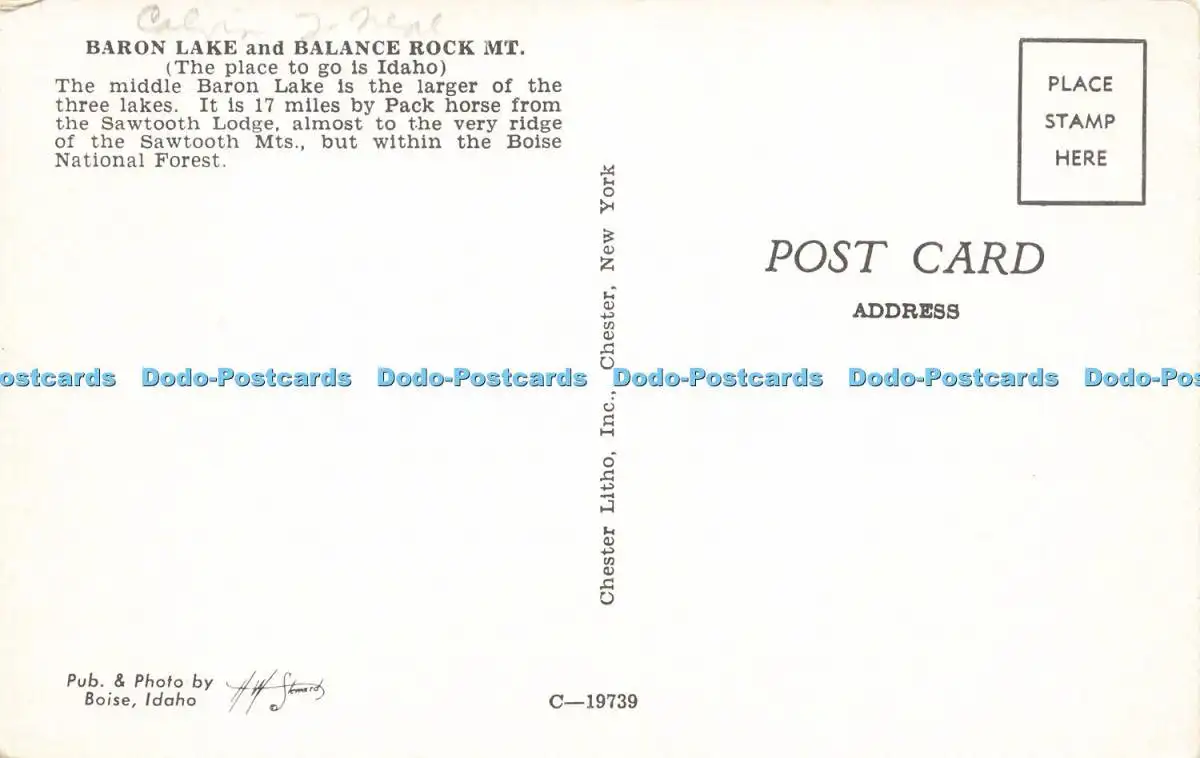 BARON LAKE and BALANCE ROCK MT.
(The place to go is Idaho)
The middle Baron Lake is the larger of the
three lakes. It is 17 miles by Pack horse from
the Sawtooth Lodge, almost to the very ridge
of the Sawtooth Mts., but within the Boise
National Forest.
PLACE
STAMP
HERE
POST CARD
ADDRESS
Chester Litho, Inc., Chester, New York
ostcards Dodo-Postcards Dodo-Postcards Dodo-Postcards Dodo-Postcards Dodo-Pos
Pub. & Photo by
Boise, Idaho
C—19739